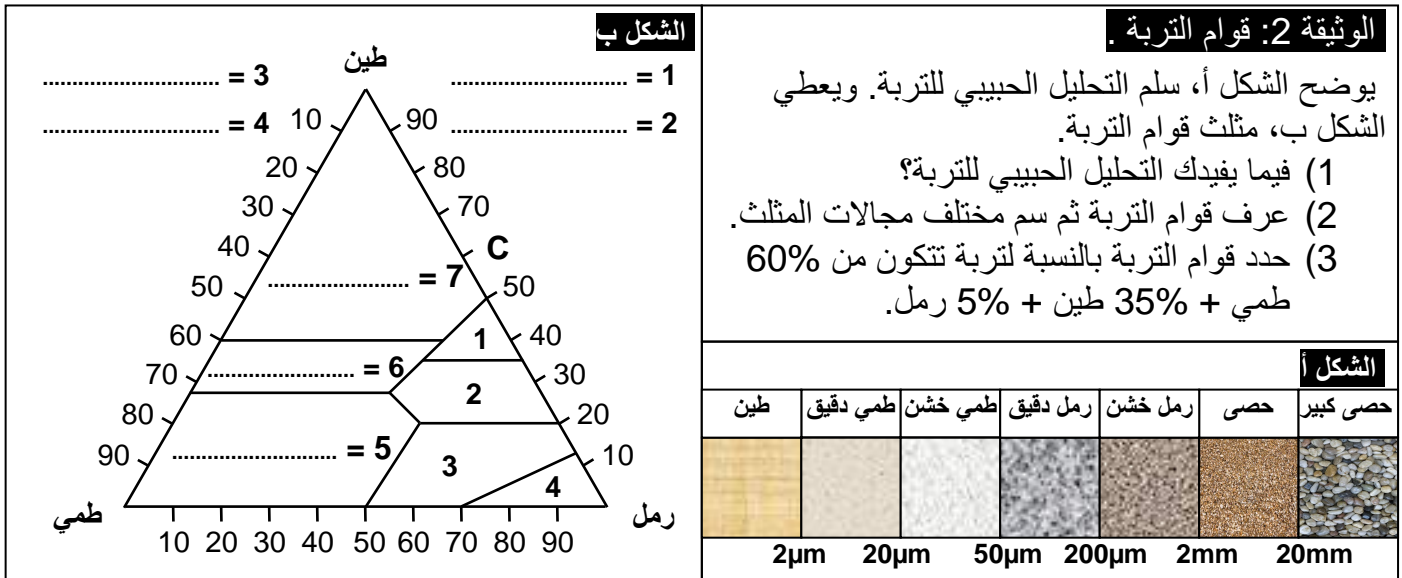 الوثيقة 2: قوام التربة .
يوضح الشكل أ، سلم التحليل الحبيبي للتربة. ويعطي
الشكل ب، مثلث قوام التربة.
1) فيما يفيدك التحليل الحبيبي للتربة؟
2) عرف قوام التربة ثم سم مختلف مجالات المثلث.
3) حدد قوام التربة بالنسبة لتربة تتكون من 60%
طمي + 35% طين + 5% رمل.
الشكل أ
حصى كبير حصى رمل خشن رمل دقيق طمي خشن طمي دقيق طين
2µm 20µm 50µm 200µm 2mm 20mm
الشكل ب
طين
1 = ........................... 3 = ...........................
2 = ........................... 4 = ...........................
10 90
20 80
30 70
40 C
50 50
7 = .....................
60 40
1
70 30
6 = .....................
2
80 20
90 10
5 = ........................
3
4
طمي رمل
10 20 30 40 50 60 70 80 90